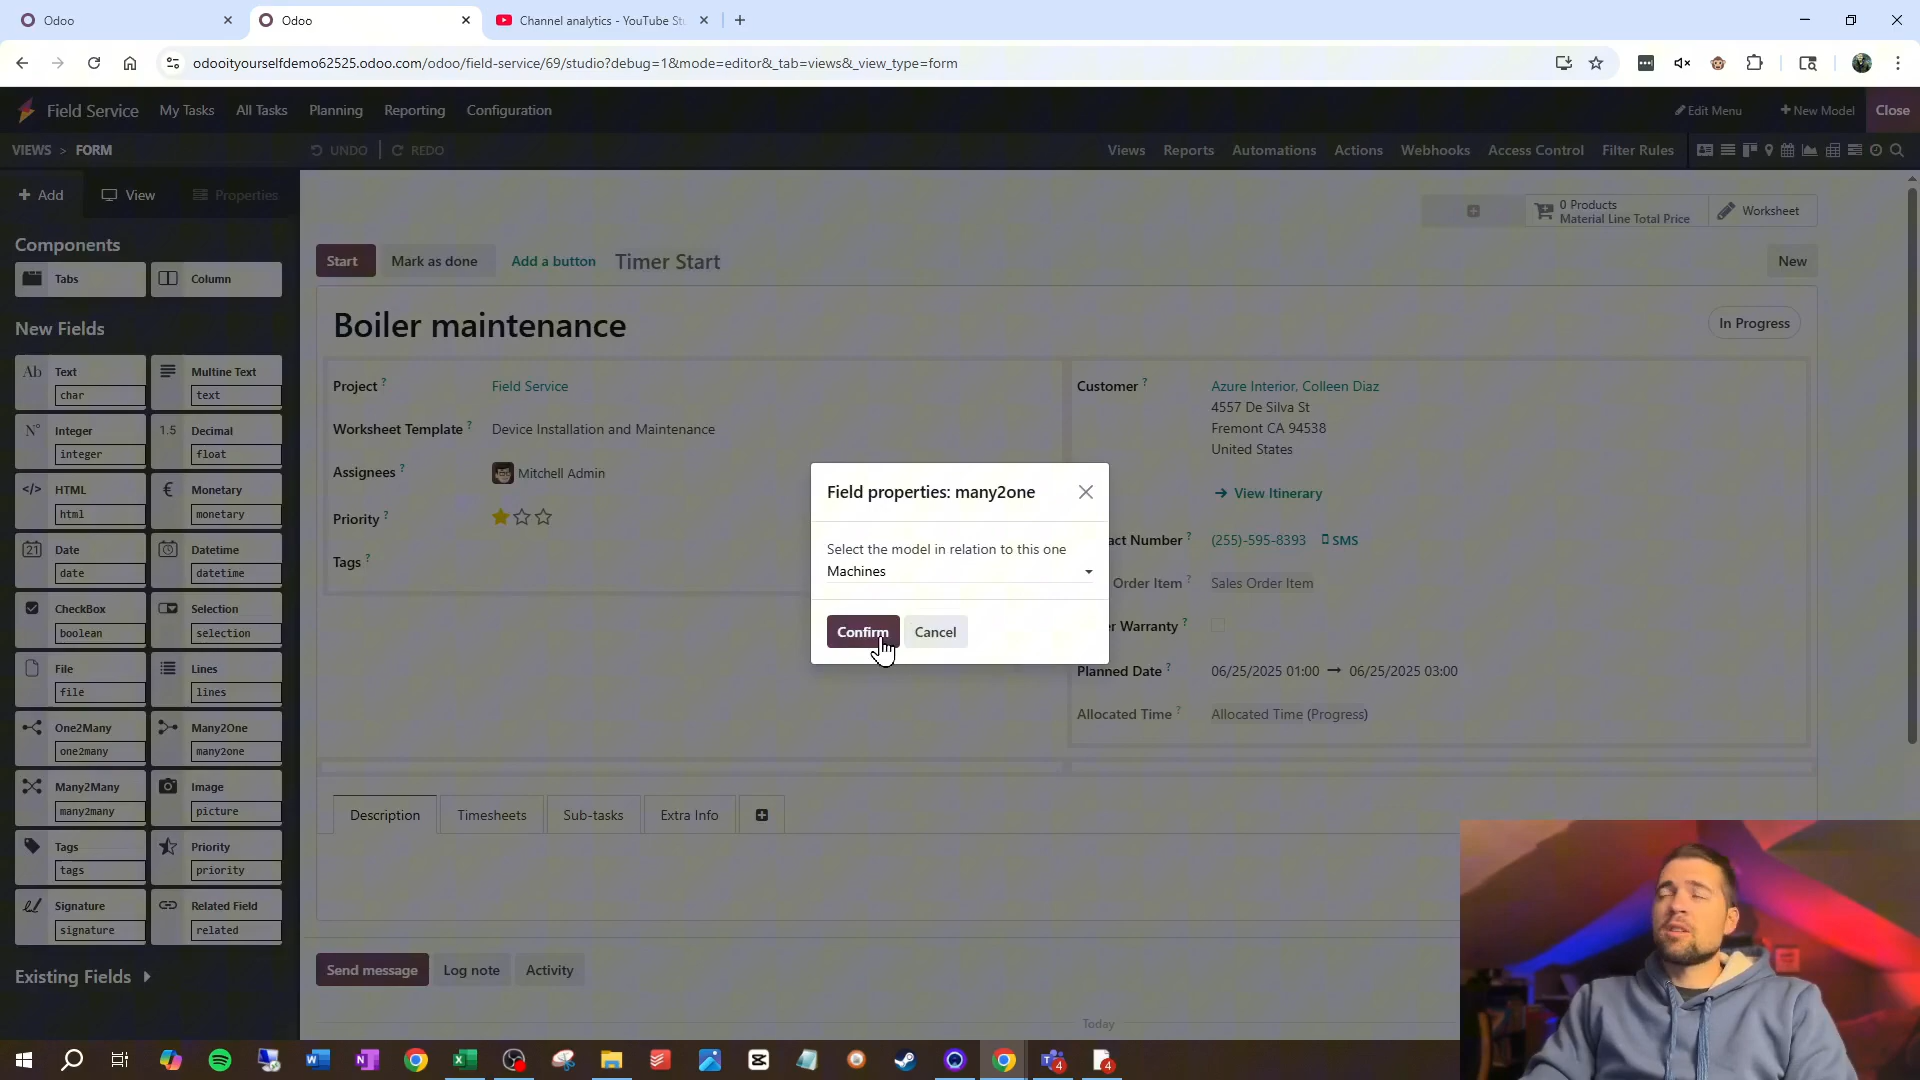 Odoo
Odoo
Channel analytics - YouTube Stu
odooityourselfdemo62525.odoo.com/odoo/field-service/69/studio?debug=1&mode=editor&_tab=views&_view_type=form
Field Service
My Tasks
All Tasks
Planning
Reporting
Configuration
Edit Menu
+ New Model
Close
VIEWS > FORM
UNDO
REDO
Views
Reports
Automations
Actions
Webhooks
Access Control
Filter Rules
+ Add
View
Properties
0 Products
Material Line Total Price
Worksheet
Components
Tabs
Column
Start
Mark as done
Add a button
Timer Start
New
New Fields
Boiler maintenance
In Progress
Ab Text
char
Multine Text
text
N° Integer
integer
1.5 Decimal
float
</> HTML
html
€ Monetary
monetary
21 Date
date
Datetime
datetime
CheckBox
boolean
Selection
selection
File
file
Lines
lines
One2Many
one2many
Many2One
many2one
Many2Many
many2many
Image
picture
Tags
tags
Priority
priority
Signature
signature
Related Field
related
Existing Fields
Project ?
Field Service
Worksheet Template ?
Device Installation and Maintenance
Assignees ?
Mitchell Admin
Priority ?
Tags ?
Customer ?
Azure Interior, Colleen Diaz
4557 De Silva St
Fremont CA 94538
United States
→ View Itinerary
act Number ?
(255)-595-8393
SMS
Order Item ?
Sales Order Item
r Warranty ?
Planned Date ?
06/25/2025 01:00 → 06/25/2025 03:00
Allocated Time ?
Allocated Time (Progress)
Field properties: many2one
Select the model in relation to this one
Machines
Confirm
Cancel
Description
Timesheets
Sub-tasks
Extra Info
Send message
Log note
Activity
Today
4
4